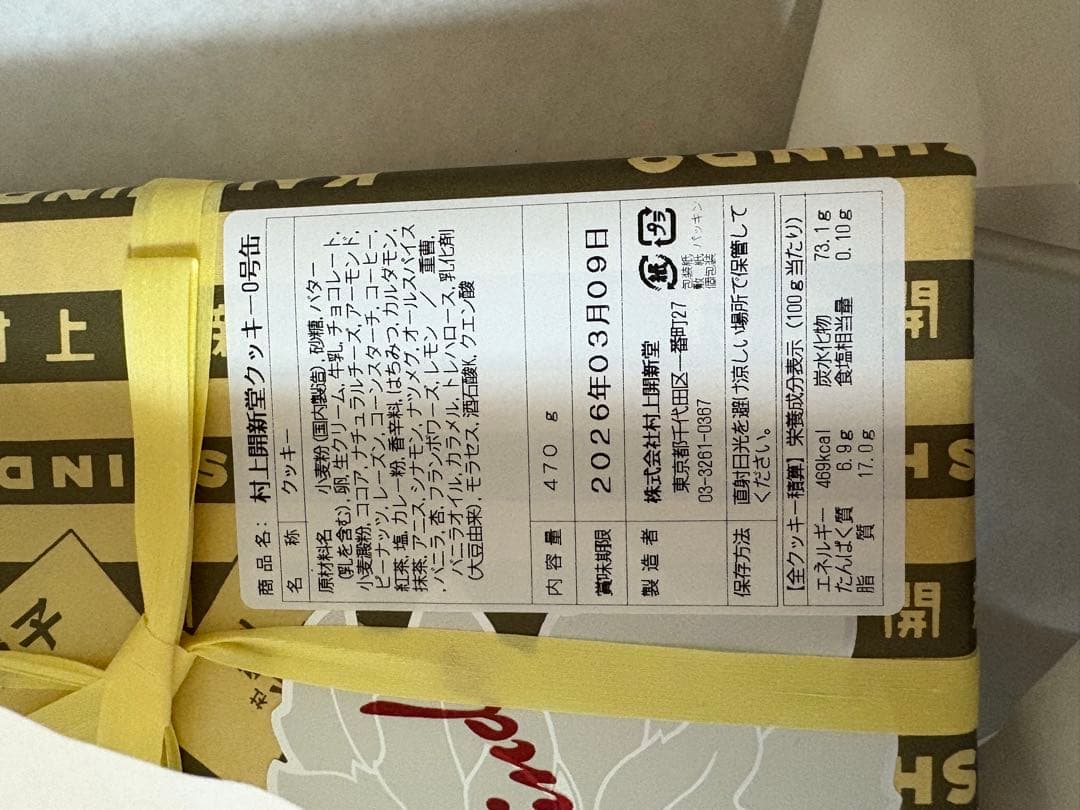 商品名: 村上開新堂クッキー0号缶
名称 クッキー
原材料名 小麦粉(国内製造)、砂糖、バター
(乳を含む)、卵、生クリーム、牛乳、チョコレート、
小麦澱粉、ココア、ナチュラルチーズ、アーモンド、
ピーナッツ、レーズン、コーンスターチ、コーヒー、
紅茶、塩、カレー粉、香辛料、はちみつ、カルダモン、
抹茶、アニス、シナモン、ナツメグ、オールスパイス
、バニラ、杏、フランボワーズ、レモン / 重曹、
バニラオイル、カラメル、トレハロース、乳化剤
(大豆由来)、モラセス、酒石酸K、クエン酸
内容量 470 g
賞味期限 2026年03月09日
製造者 株式会社村上開新堂
東京都千代田区一番町27
03-3261-0367
紙
プラ
包装紙 パッキン
敷 紙
個包装
保存方法 直射日光を避け涼しい場所で保管して
ください。
【全クッキー積算】栄養成分表示(100g当たり)
エネルギー 469kcal 炭水化物 73.1g
たんぱく質 6.9g 食塩相当量 0.10g
脂質 17.0g
上
開
開